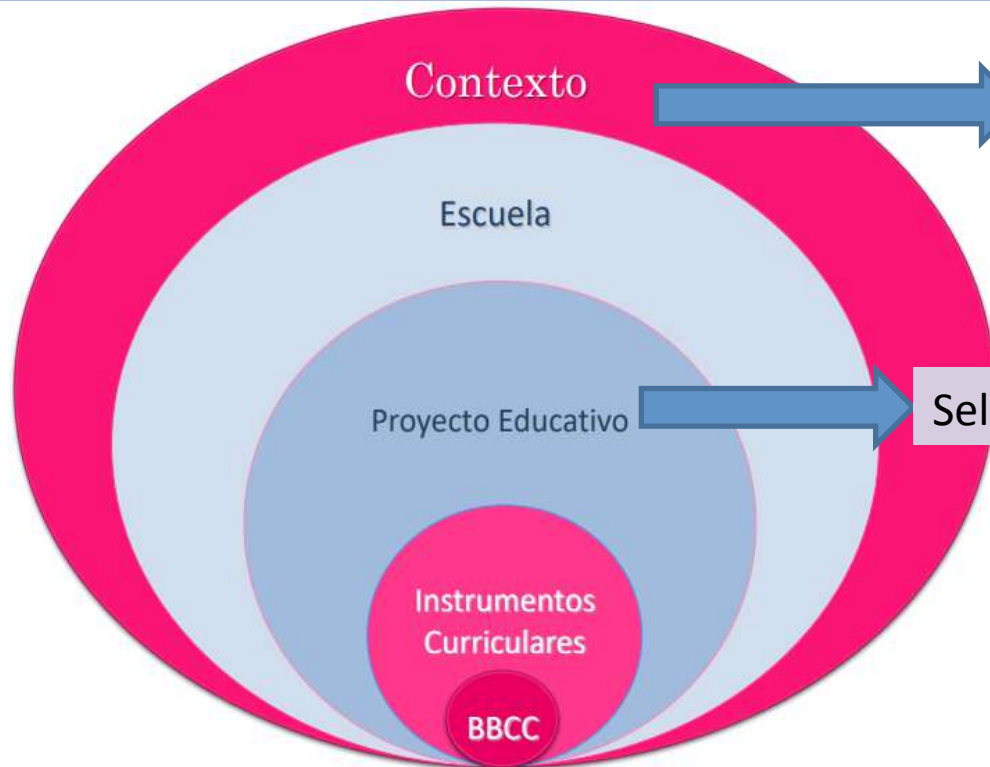 Contexto
Escuela
Proyecto Educativo
Sel
Instrumentos
Curriculares
BBCC